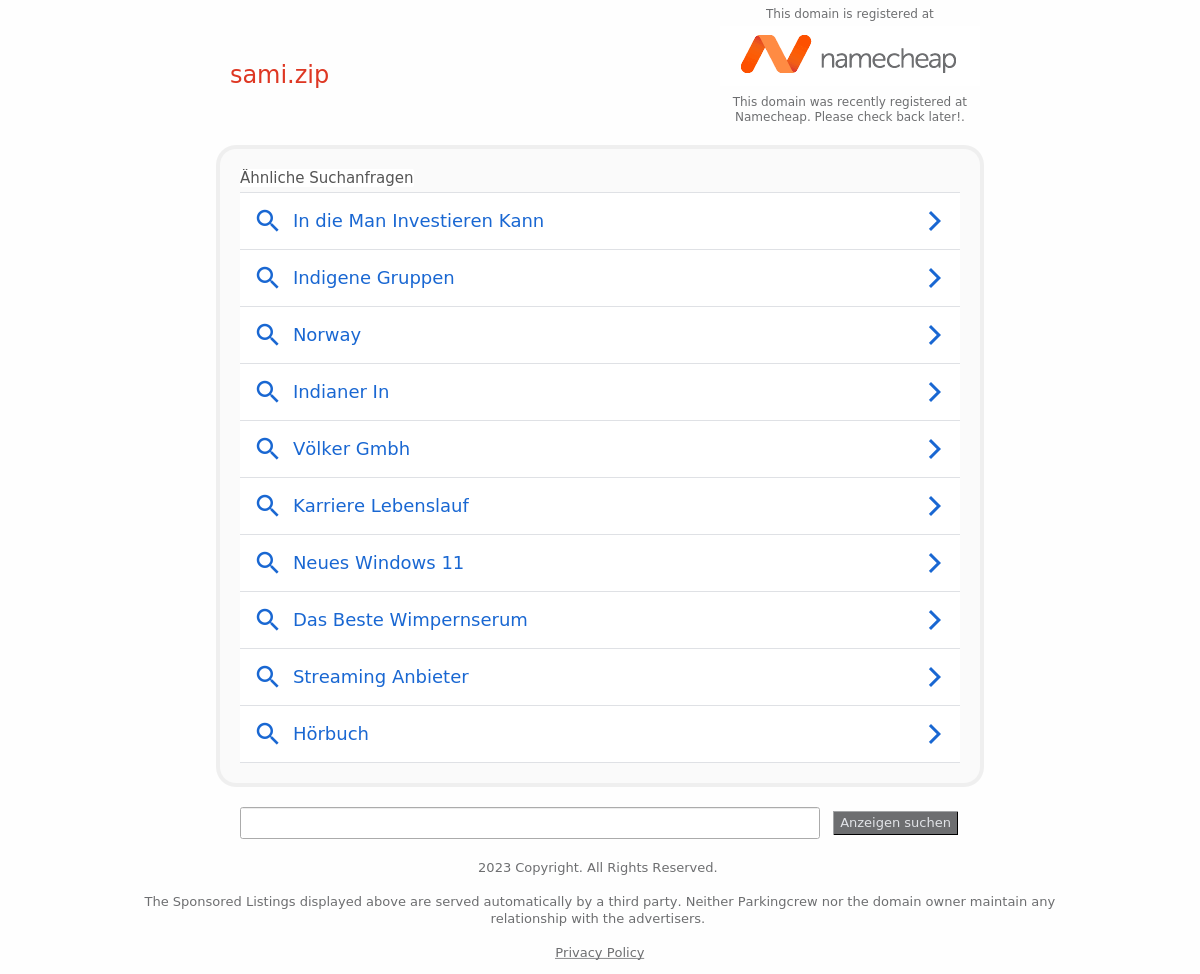 This domain is registered at
namecheap
sami.zip
This domain was recently registered at
Namecheap. Please check back later!.
Ähnliche Suchanfragen
In die Man Investieren Kann
Indigene Gruppen
Norway
Indianer In
Völker Gmbh
Karriere Lebenslauf
Neues Windows 11
Das Beste Wimpernserum
Streaming Anbieter
Hörbuch
Anzeigen suchen
2023 Copyright. All Rights Reserved.
The Sponsored Listings displayed above are served automatically by a third party. Neither Parkingcrew nor the domain owner maintain any
relationship with the advertisers.
Privacy Policy